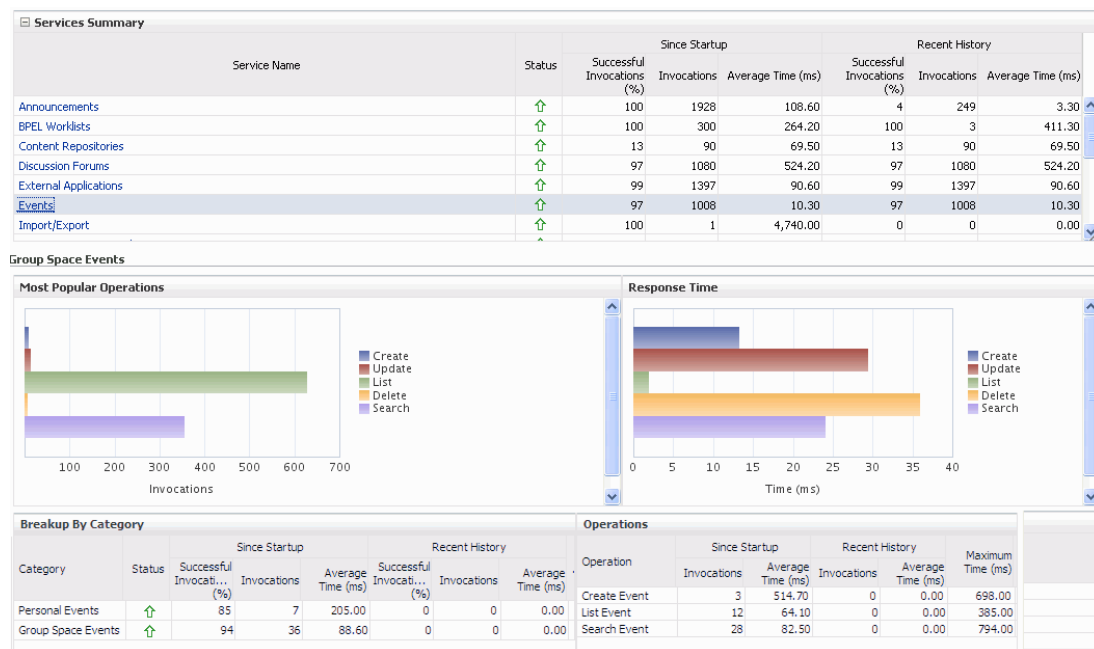 Services Summary
Service Name Status Since Startup Recent History
Successful Invocations (%) Invocations Average Time (ms) Successful Invocations (%) Invocations Average Time (ms)
Announcements 100 1928 108.60 4 249 3.30
BPEL Worklists 100 300 264.20 100 3 411.30
Content Repositories 13 90 69.50 13 90 69.50
Discussion Forums 97 1080 524.20 97 1080 524.20
External Applications 99 1397 90.60 99 1397 90.60
Events 97 1008 10.30 97 1008 10.30
Import/Export 100 1 4,740.00 0 0 0.00
Group Space Events
Most Popular Operations
Create
Update
List
Delete
Search
100 200 300 400 500 600 700
Invocations
Response Time
Create
Update
List
Delete
Search
0 5 10 15 20 25 30 35 40
Time (ms)
Breakup By Category
Category Status Since Startup Recent History
Successful Invocati... (%) Invocations Average Time (ms) Successful Invocati... (%) Invocations Average Time (ms)
Personal Events 85 7 205.00 0 0 0.00
Group Space Events 94 36 88.60 0 0 0.00
Operations
Operation Since Startup Recent History Maximum Time (ms)
Invocations Average Time (ms) Invocations Average Time (ms)
Create Event 3 514.70 0 0.00 698.00
List Event 12 64.10 0 0.00 385.00
Search Event 28 82.50 0 0.00 794.00